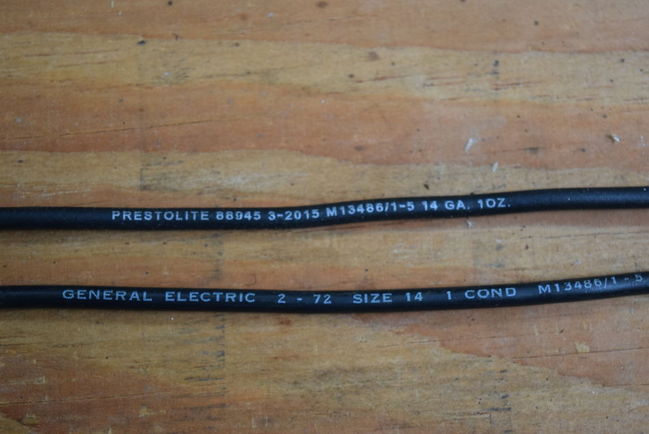 PRESTOLITE 88945 3-2015 M13486/1-5 14 GA. 1OZ.
GENERAL ELECTRIC 2 - 72 SIZE 14 1 COND M13486/1 - 5